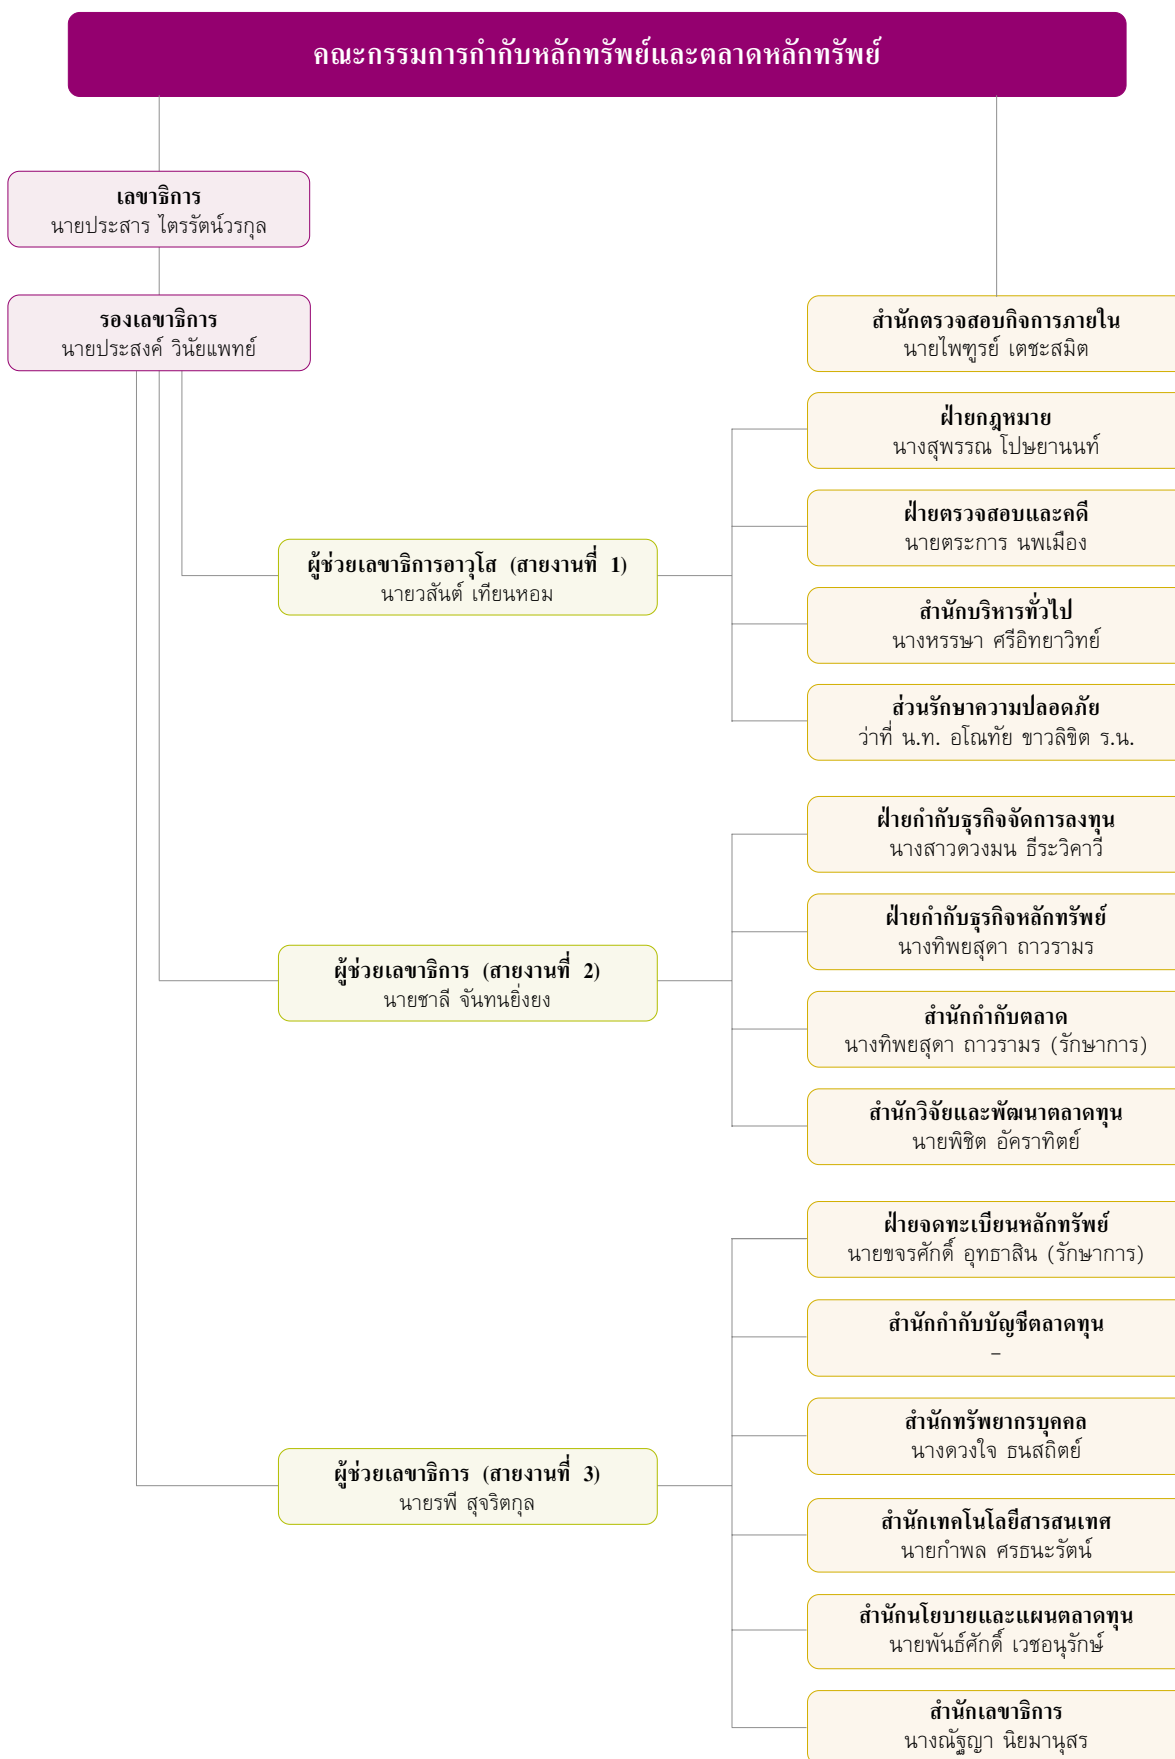 คณะกรรมการกำกับหลักทรัพย์และตลาดหลักทรัพย์
เลขาธิการ
นายประสาร ไตรรัตน์วรกุล
รองเลขาธิการ
นายประสงค์ วินัยแพทย์
สำนักตรวจสอบกิจการภายใน
นายไพฑูรย์ เตชะสมิต
ผู้ช่วยเลขาธิการอาวุโส (สายงานที่ 1)
นายวสันต์ เทียนหอม
ฝ่ายกฎหมาย
นางสุพรรณ โปษยานนท์
ฝ่ายตรวจสอบและคดี
นายตระการ นพเมือง
สำนักบริหารทั่วไป
นางหรรษา ศรีอิทยาวิทย์
ส่วนรักษาความปลอดภัย
ว่าที่ น.ท. อโณทัย ขาวลิขิต ร.น.
ผู้ช่วยเลขาธิการ (สายงานที่ 2)
นายชาลี จันทนยิ่งยง
ฝ่ายกำกับธุรกิจจัดการลงทุน
นางสาวดวงมน ธีระวิคาวี
ฝ่ายกำกับธุรกิจหลักทรัพย์
นางทิพยสุดา ถาวรามร
สำนักกำกับตลาด
นางทิพยสุดา ถาวรามร (รักษาการ)
สำนักวิจัยและพัฒนาตลาดทุน
นายพิชิต อัคราทิตย์
ผู้ช่วยเลขาธิการ (สายงานที่ 3)
นายรพี สุจริตกุล
ฝ่ายจดทะเบียนหลักทรัพย์
นายขจรศักดิ์ อุทธาสิน (รักษาการ)
สำนักกำกับบัญชีตลาดทุน
–
สำนักทรัพยากรบุคคล
นางดวงใจ ธนสถิตย์
สำนักเทคโนโลยีสารสนเทศ
นายกำพล ศรธนะรัตน์
สำนักนโยบายและแผนตลาดทุน
นายพันธ์ศักดิ์ เวชอนุรักษ์
สำนักเลขาธิการ
นางณัฐญา นิยมานุสร